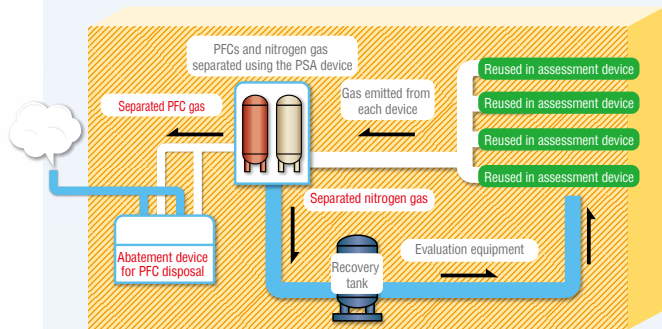 PFCs and nitrogen gas
separated using the PSA device
Separated PFC gas
Gas emitted from
each device
Reused in assessment device
Reused in assessment device
Reused in assessment device
Reused in assessment device
Separated nitrogen gas
Abatement device
for PFC disposal
Recovery
tank
Evaluation equipment